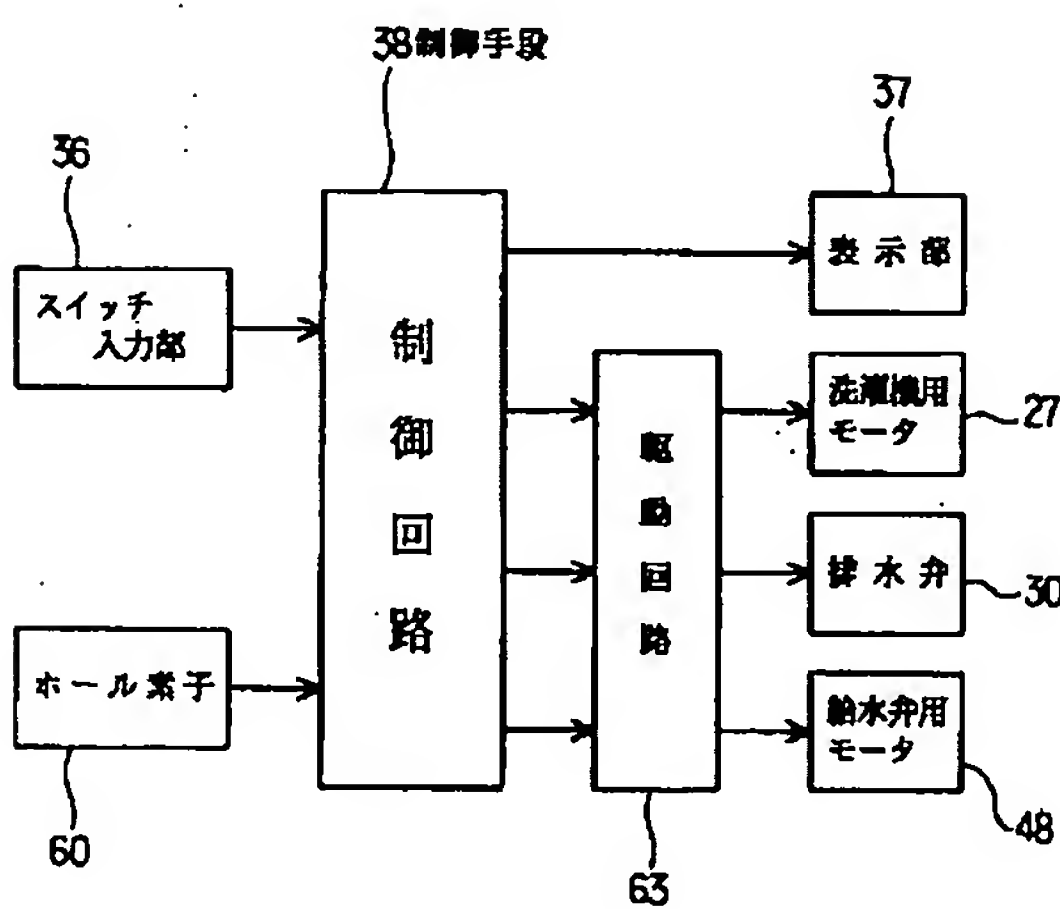 38制御手段
37
36
表示部
スイッチ
入力部
制御回路
洗濯機用
モータ
27
駆動回路
排水弁
30
ホール素子
給水弁用
モータ
48
60
63